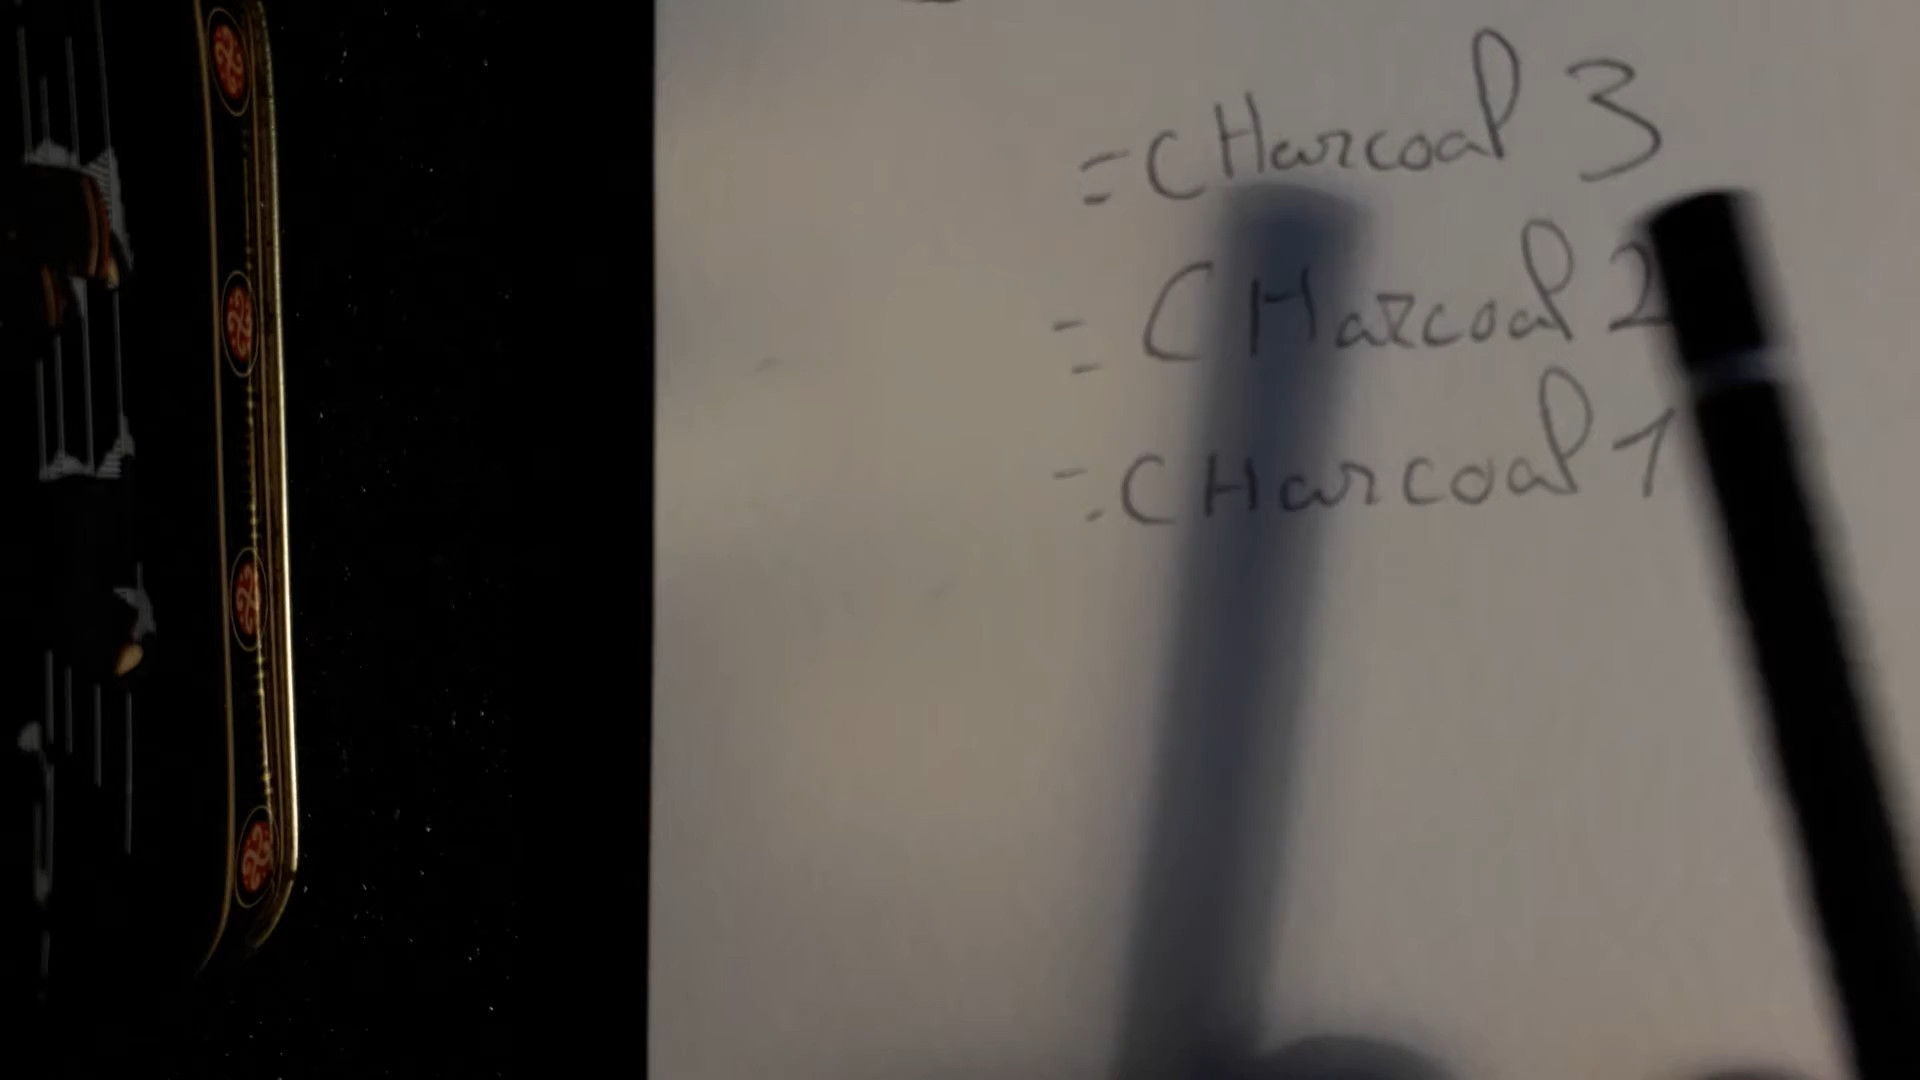 = CHarcoal 3
= CHarcoal 2
= CHarcoal 1